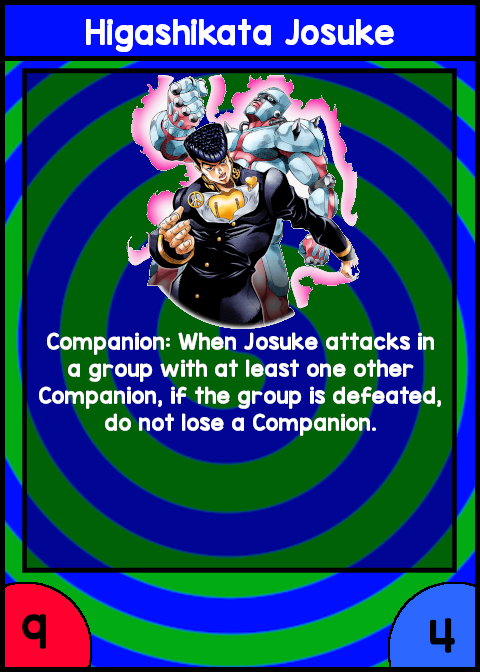 Higashikata Josuke
Companion: When Josuke attacks in
a group with at least one other
Companion, if the group is defeated,
do not lose a Companion.
9 4